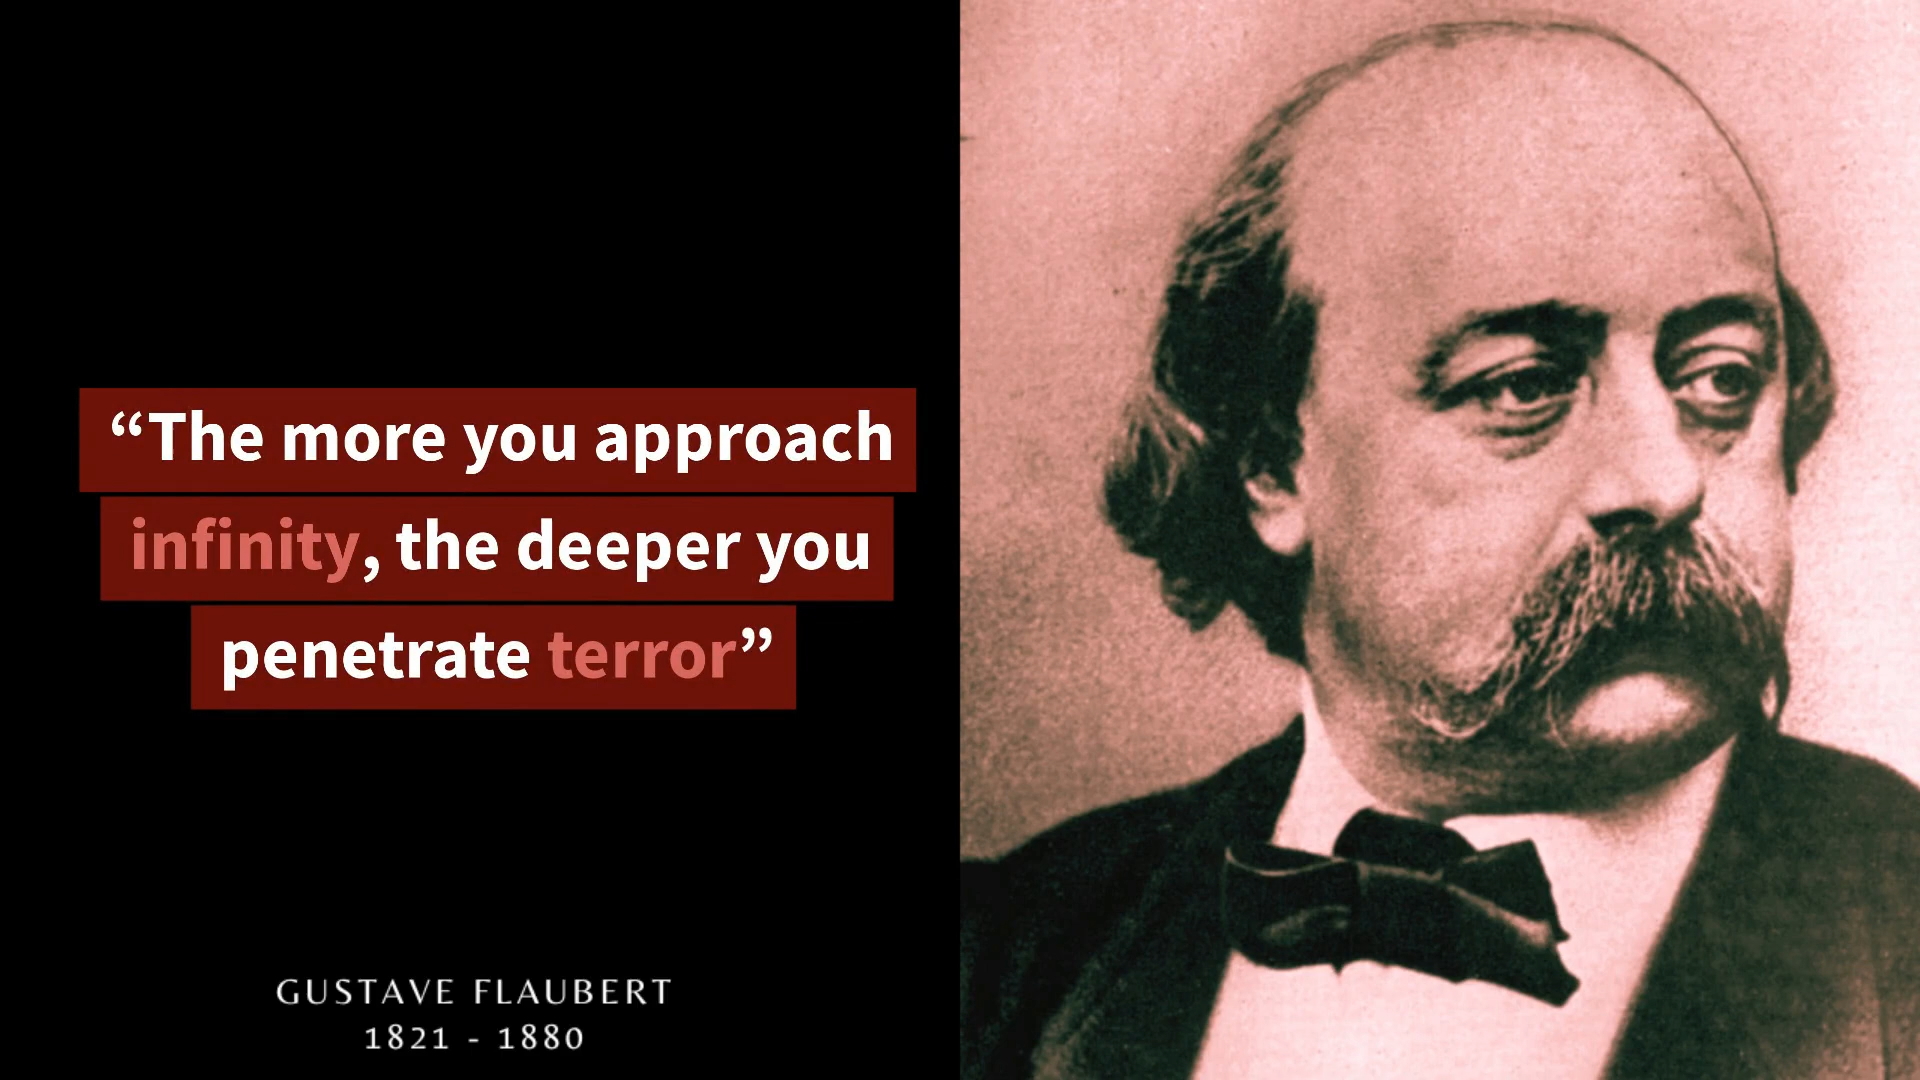 “The more you approach
infinity, the deeper you
penetrate terror”
GUSTAVE FLAUBERT
1821 - 1880